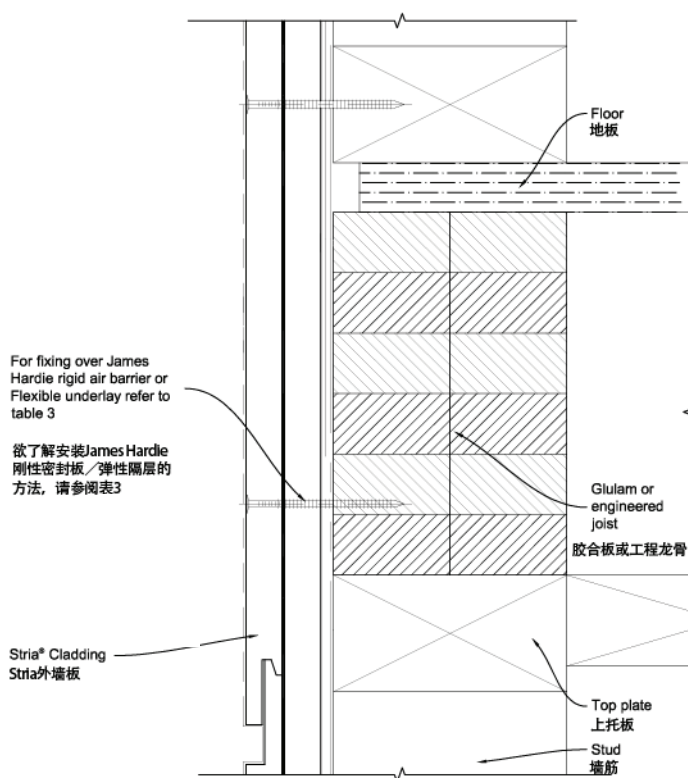 Floor
地板
For fixing over James
Hardie rigid air barrier or
Flexible underlay refer to
table 3
欲了解安装James Hardie
刚性密封板／弹性隔层的
方法，请参阅表3
Glulam or
engineered
joist
胶合板或工程龙骨
Stria® Cladding
Stria外墙板
Top plate
上托板
Stud
墙筋